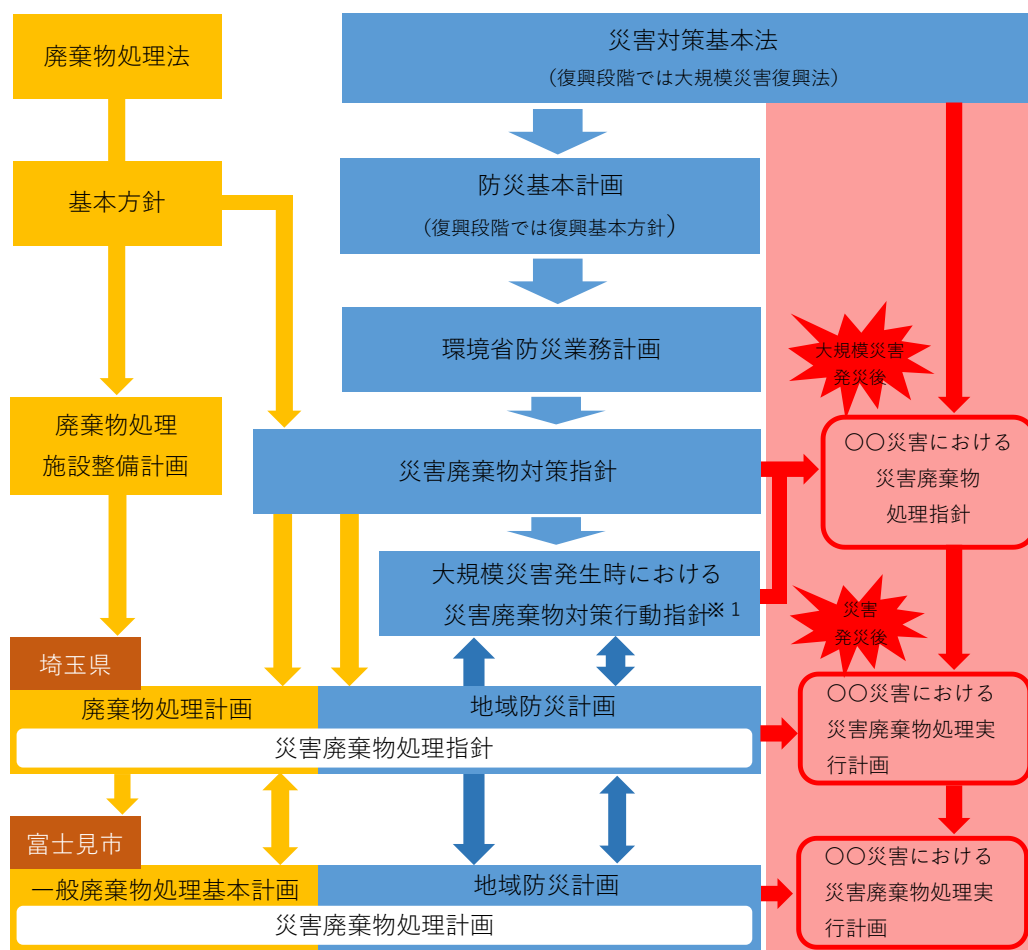 廃棄物処理法
災害対策基本法
(復興段階では大規模災害復興法)
基本方針
防災基本計画
(復興段階では復興基本方針)
環境省防災業務計画
大規模災害
発災後
廃棄物処理
施設整備計画
災害廃棄物対策指針
〇〇災害における
災害廃棄物
処理指針
大規模災害発生時における
災害廃棄物対策行動指針※1
災害
発災後
埼玉県
廃棄物処理計画
地域防災計画
災害廃棄物処理指針
〇〇災害における
災害廃棄物処理実
行計画
富士見市
一般廃棄物処理基本計画
地域防災計画
災害廃棄物処理計画
〇〇災害における
災害廃棄物処理実
行計画